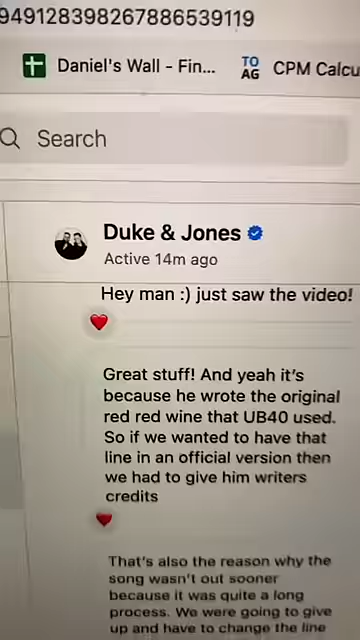 949128398267886539119
Daniel's Wall - Fin...
TO
AG
CPM Calcu
Search
Duke & Jones
Active 14m ago
Hey man :) just saw the video!
Great stuff! And yeah it's
because he wrote the original
red red wine that UB40 used.
So if we wanted to have that
line in an official version then
we had to give him writers
credits
That's also the reason why the
song wasn't out sooner
because it was quite a long
process. We were going to give
up and have to change the line